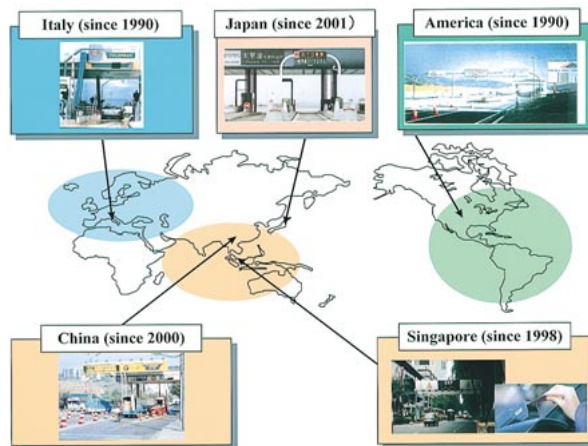 Italy (since 1990)
Japan (since 2001)
America (since 1990)
China (since 2000)
Singapore (since 1998)